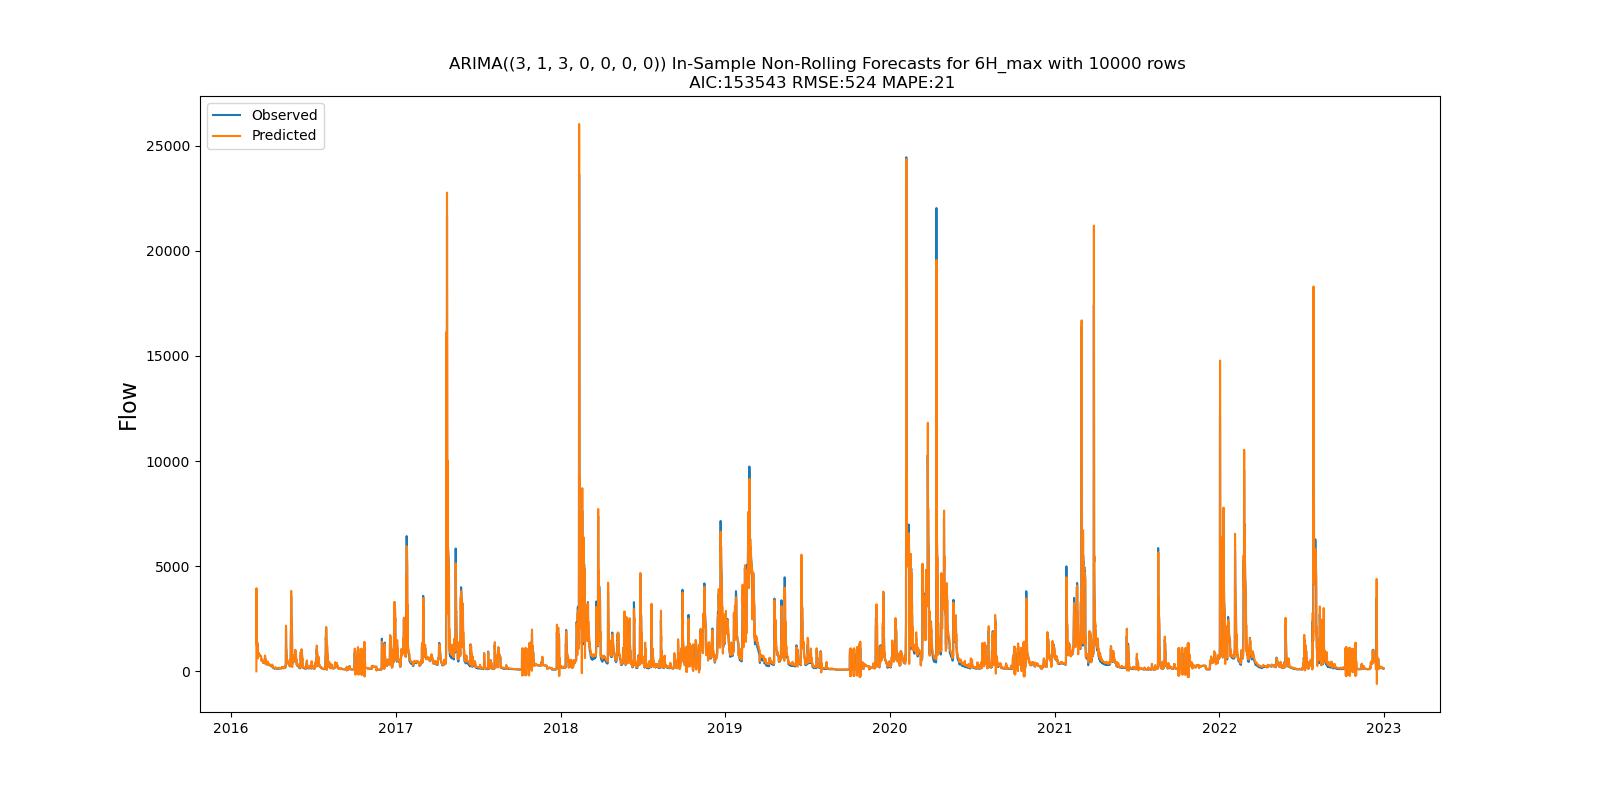 ARIMA((3, 1, 3, 0, 0, 0, 0)) In-Sample Non-Rolling Forecasts for 6H_max with 10000 rows
AIC:153543 RMSE:524 MAPE:21
Observed
Predicted
25000
20000
15000
10000
5000
0
Flow
2016 2017 2018 2019 2020 2021 2022 2023